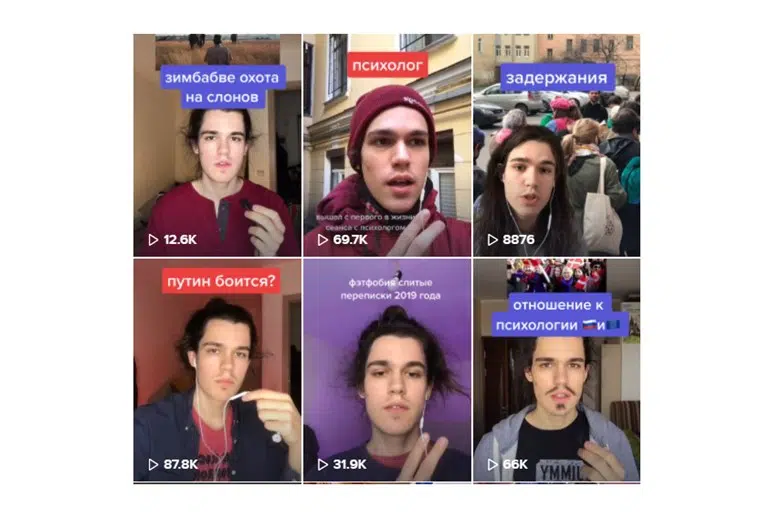 зимбабве охота
на слонов
12.6K
психолог
вышел с первого в жизни
сеанса с психологом
69.7K
задержания
8876
путин боится?
87.8K
фэтфобия слитые
переписки 2019 года
31.9K
отношение к
психологии 🇷🇺и🇪🇺
YMMIL
66K